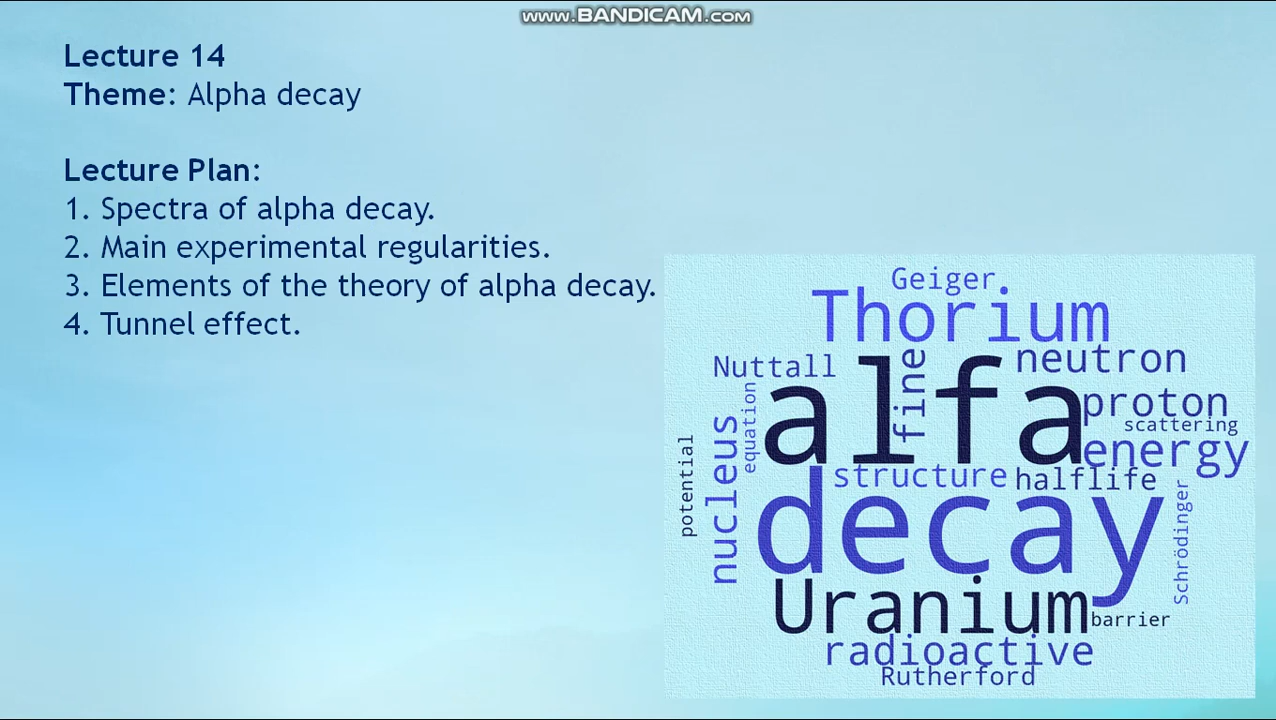 www.BANDICAM.com
Lecture 14
Theme: Alpha decay
Lecture Plan:
1. Spectra of alpha decay.
2. Main experimental regularities.
3. Elements of the theory of alpha decay.
4. Tunnel effect.
Geiger
Thorium
Nuttall
fine
neutron
alfa
proton
scattering
equation
energy
nucleus
potential
structure
halflife
decay
Schrödinger
Uranium
barrier
radioactive
Rutherford